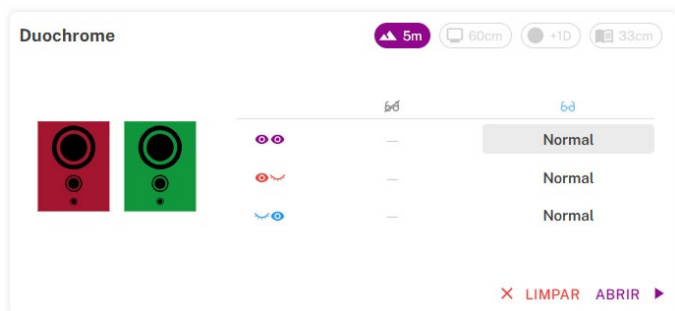 Duochrome
5m
60cm
+1D
33cm
— Normal
— Normal
— Normal
LIMPAR ABRIR